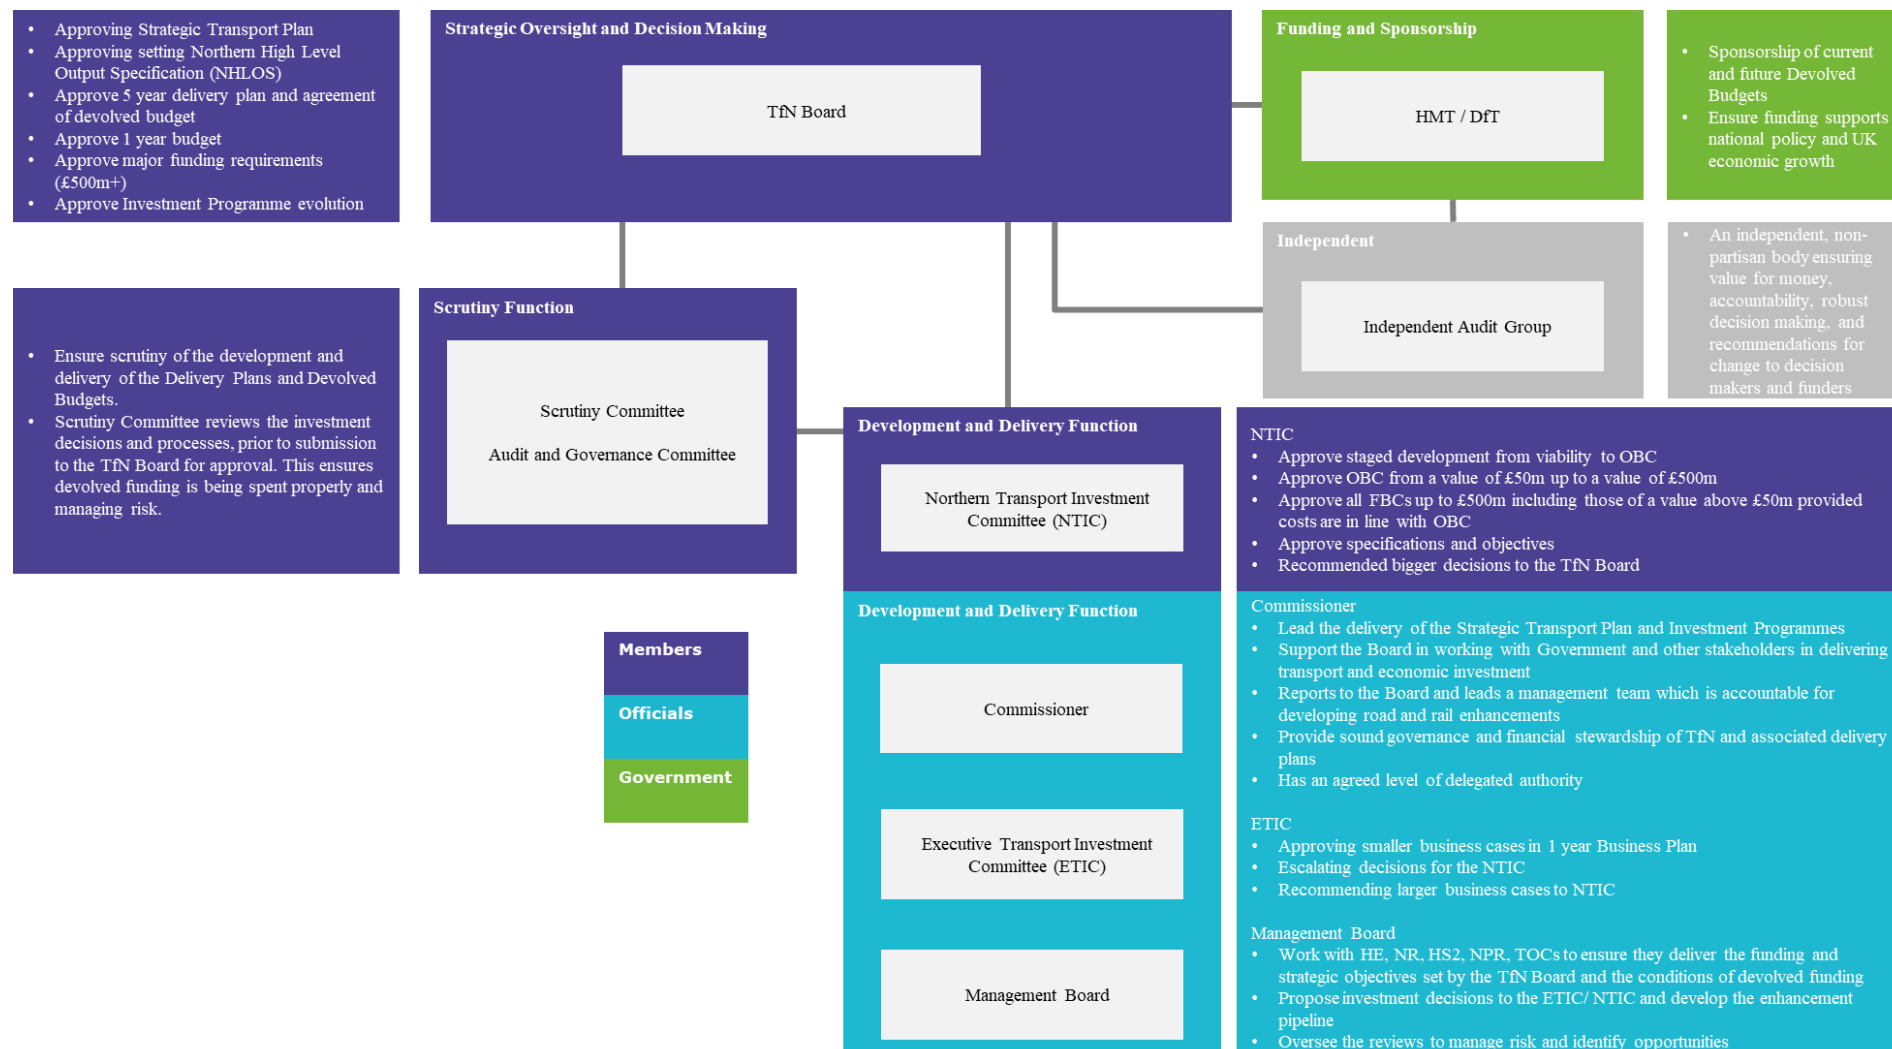 • Approving Strategic Transport Plan
• Approving setting Northern High Level
Output Specification (NHLOS)
• Approve 5 year delivery plan and agreement
of devolved budget
• Approve 1 year budget
• Approve major funding requirements
(£500m+)
• Approve Investment Programme evolution
Strategic Oversight and Decision Making
TfN Board
Funding and Sponsorship
HMT / DfT
• Sponsorship of current
and future Devolved
Budgets
• Ensure funding supports
national policy and UK
economic growth
Independent
Independent Audit Group
• An independent, non-
partisan body ensuring
value for money,
accountability, robust
decision making, and
recommendations for
change to decision
makers and funders
• Ensure scrutiny of the development and
delivery of the Delivery Plans and Devolved
Budgets.
• Scrutiny Committee reviews the investment
decisions and processes, prior to submission
to the TfN Board for approval. This ensures
devolved funding is being spent properly and
managing risk.
Scrutiny Function
Scrutiny Committee
Audit and Governance Committee
Development and Delivery Function
Northern Transport Investment
Committee (NTIC)
NTIC
• Approve staged development from viability to OBC
• Approve OBC from a value of £50m up to a value of £500m
• Approve all FBCs up to £500m including those of a value above £50m provided
costs are in line with OBC
• Approve specifications and objectives
• Recommended bigger decisions to the TfN Board
Members
Officials
Government
Development and Delivery Function
Commissioner
Executive Transport Investment
Committee (ETIC)
Management Board
Commissioner
• Lead the delivery of the Strategic Transport Plan and Investment Programmes
• Support the Board in working with Government and other stakeholders in delivering
transport and economic investment
• Reports to the Board and leads a management team which is accountable for
developing road and rail enhancements
• Provide sound governance and financial stewardship of TfN and associated delivery
plans
• Has an agreed level of delegated authority
ETIC
• Approving smaller business cases in 1 year Business Plan
• Escalating decisions for the NTIC
• Recommending larger business cases to NTIC
Management Board
• Work with HE, NR, HS2, NPR, TOCs to ensure they deliver the funding and
strategic objectives set by the TfN Board and the conditions of devolved funding
• Propose investment decisions to the ETIC/ NTIC and develop the enhancement
pipeline
• Oversee the reviews to manage risk and identify opportunities